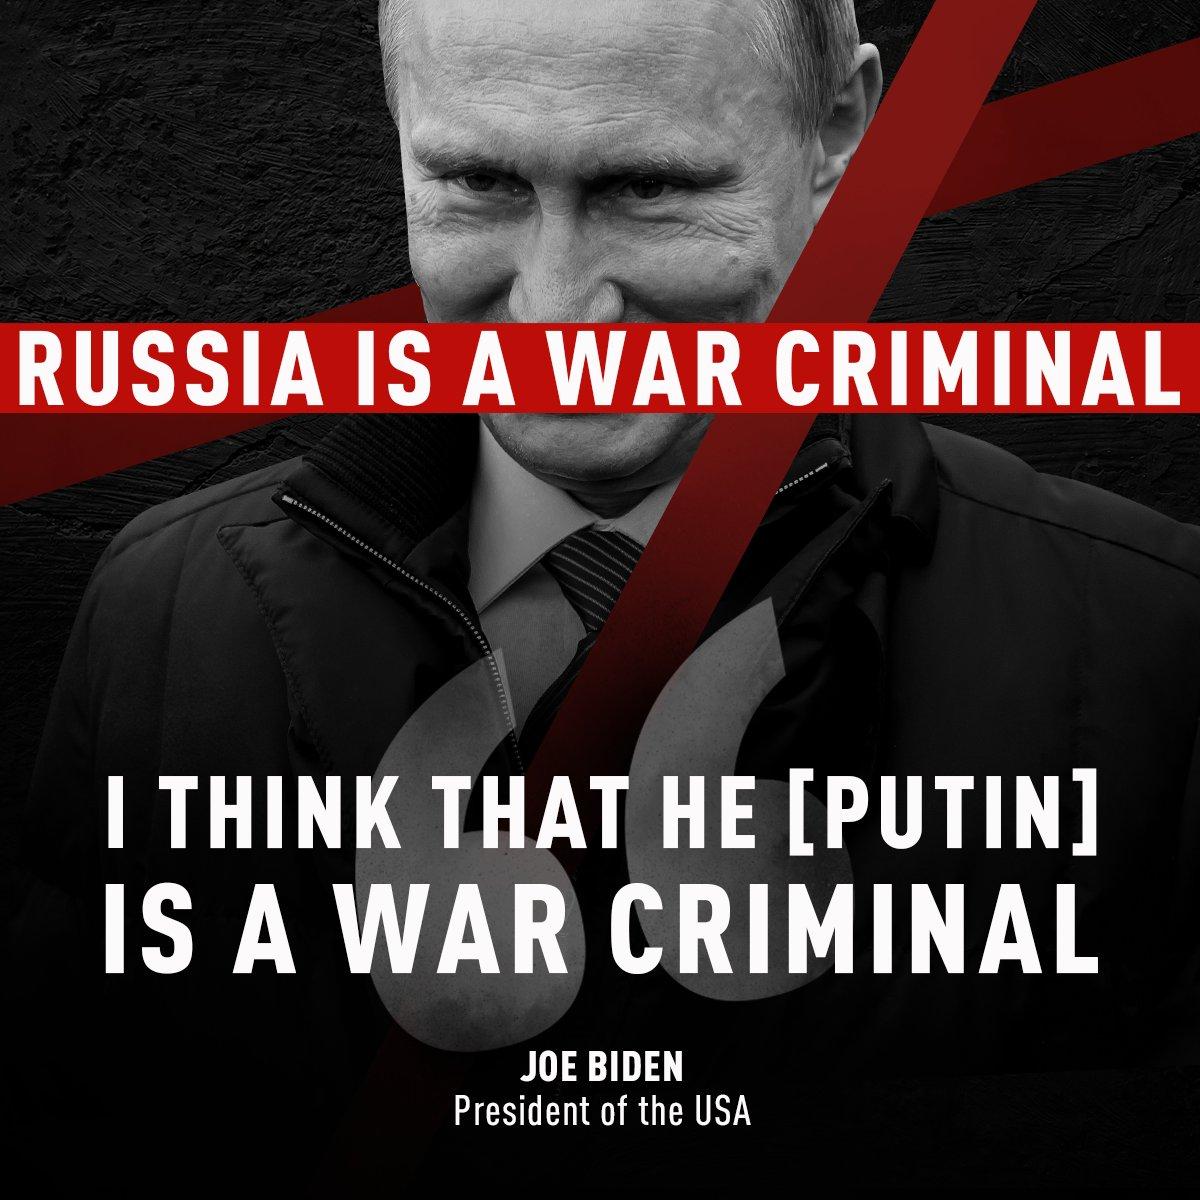 RUSSIA IS A WAR CRIMINAL
I THINK THAT HE [PUTIN]
IS A WAR CRIMINAL
JOE BIDEN
President of the USA